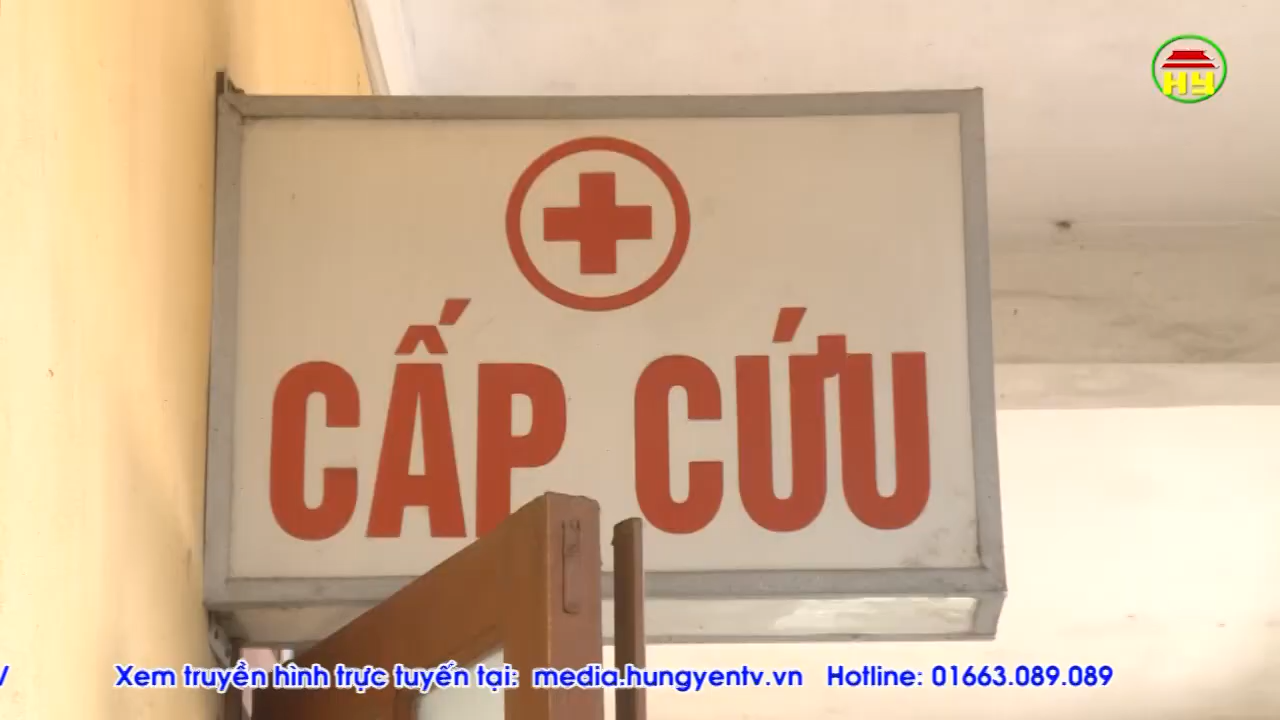 HY
CẤP CỨU
V Xem truyền hình trực tuyến tại: media.hungyentv.vn Hotline: 01663.089.089